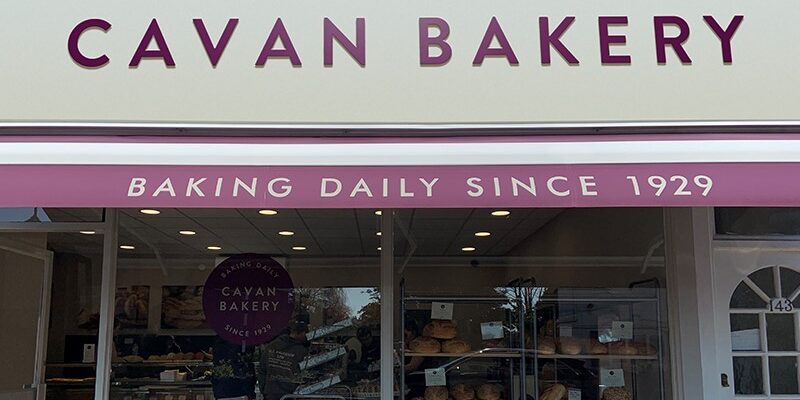 CAVAN BAKERY
BAKING DAILY SINCE 1929
BAKING DAILY
CAVAN
BAKERY
SINCE 1929
143